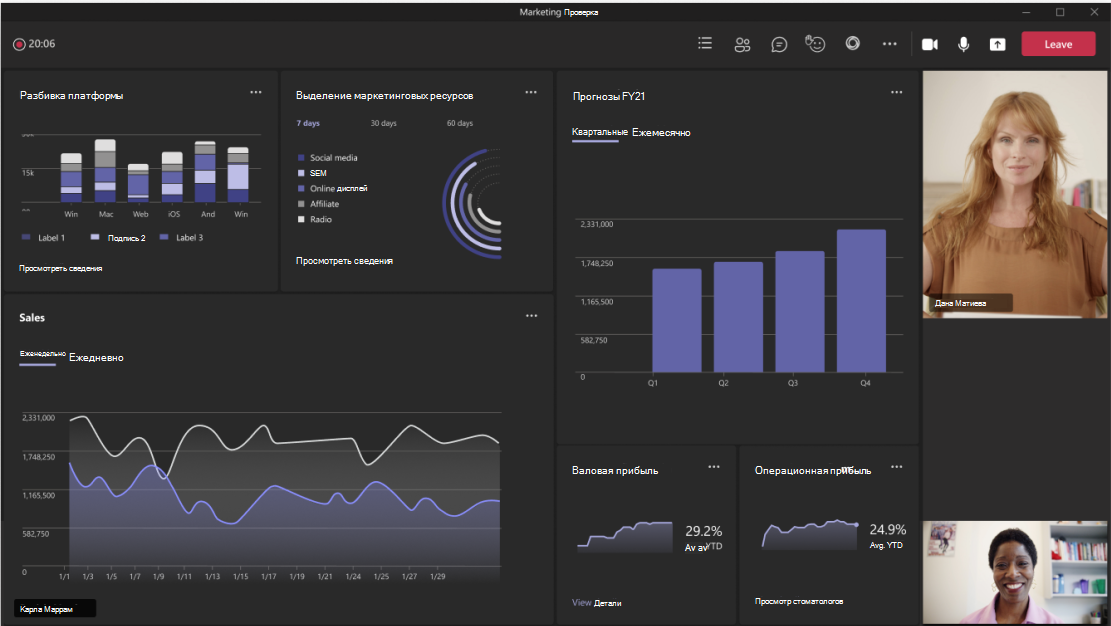 Marketing Проверка
20:06
Leave
Разбивка платформы
15k
Win Mac Web iOS And Win
Label 1 Подпись 2 Label 3
Просмотреть сведения
Выделение маркетинговых ресурсов
7 days 30 days 60 days
Social media
SEM
Online дисплей
Affiliate
Radio
Просмотреть сведения
Прогнозы FY21
Квартальные Ежемесячно
2,331,000
1,748,250
1,165,500
582,750
0
Q1 Q2 Q3 Q4
Дана Матиева
Sales
Еженедельно Ежедневно
2,331,000
1,748,250
1,165,500
582,750
0
1/1 1/3 1/5 1/7 1/9 1/11 1/13 1/15 1/17 1/19 1/21 1/24 1/25 1/27 1/29
Карла Маррам
Валовая прибыль
29.2%
YTD
View Детали
Операционная прибыль
24.9%
Avg. YTD
Просмотр стоматологов